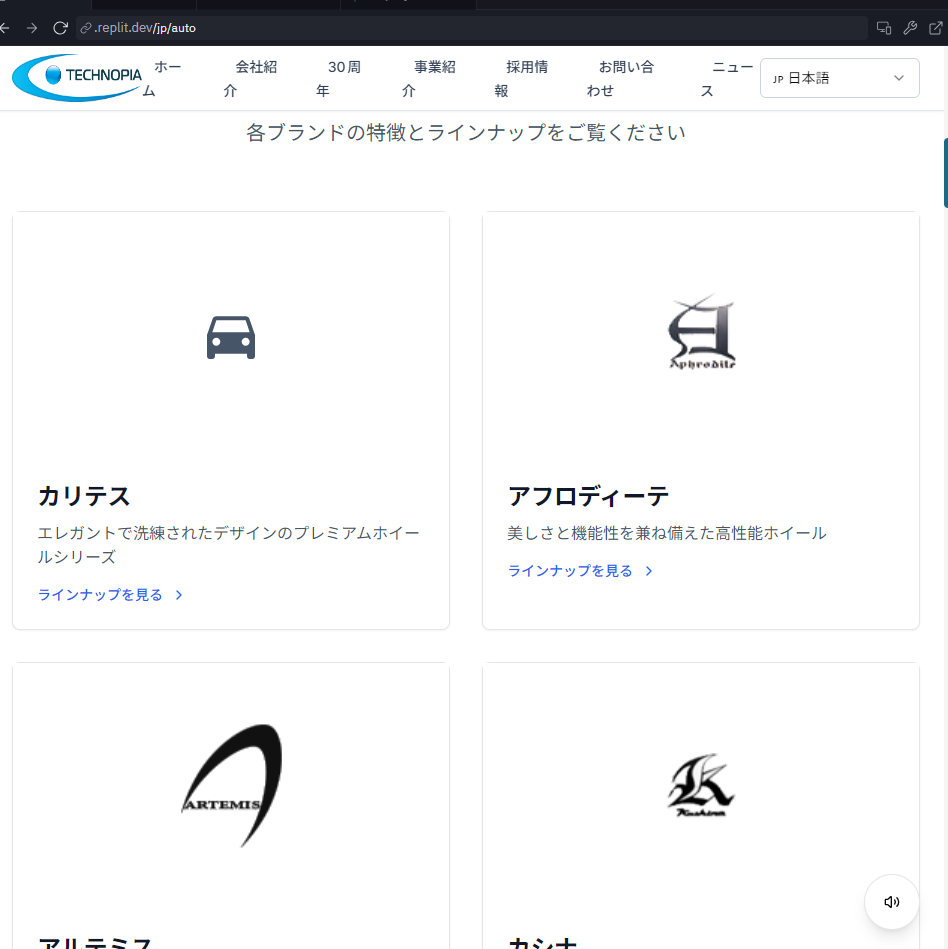 .replit.dev/jp/auto
TECHNOPIA
ホー
ム
会社紹
介
30周
年
事業紹
介
採用情
報
お問い合
わせ
ニュー
ス
JP 日本語
各ブランドの特徴とラインナップをご覧ください
Aphrodite
カリテス
エレガントで洗練されたデザインのプレミアムホイー
ルシリーズ
ラインナップを見る
アフロディーテ
美しさと機能性を兼ね備えた高性能ホイール
ラインナップを見る
ARTEMIS
Kashina
アルテミス
カシナ